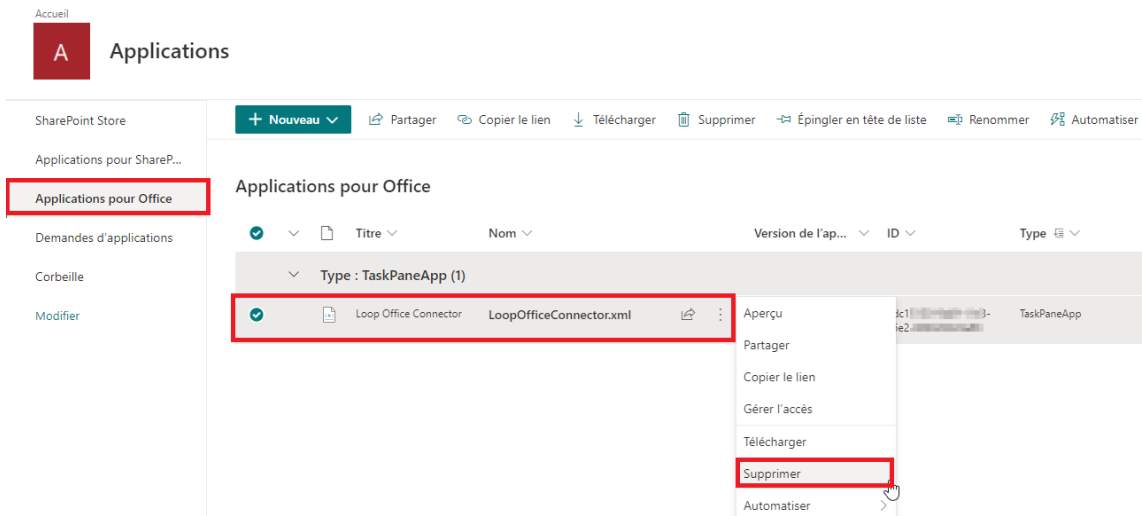 Accueil
A
Applications
SharePoint Store
Applications pour ShareP...
Applications pour Office
Demandes d'applications
Corbeille
Modifier
Nouveau Partager Copier le lien Télécharger Supprimer Épingler en tête de liste Renommer Automatiser
Applications pour Office
Titre Nom Version de l'ap... ID Type
Type : TaskPaneApp (1)
Loop Office Connector LoopOfficeConnector.xml TaskPaneApp
Aperçu
Partager
Copier le lien
Gérer l'accès
Télécharger
Supprimer
Automatiser